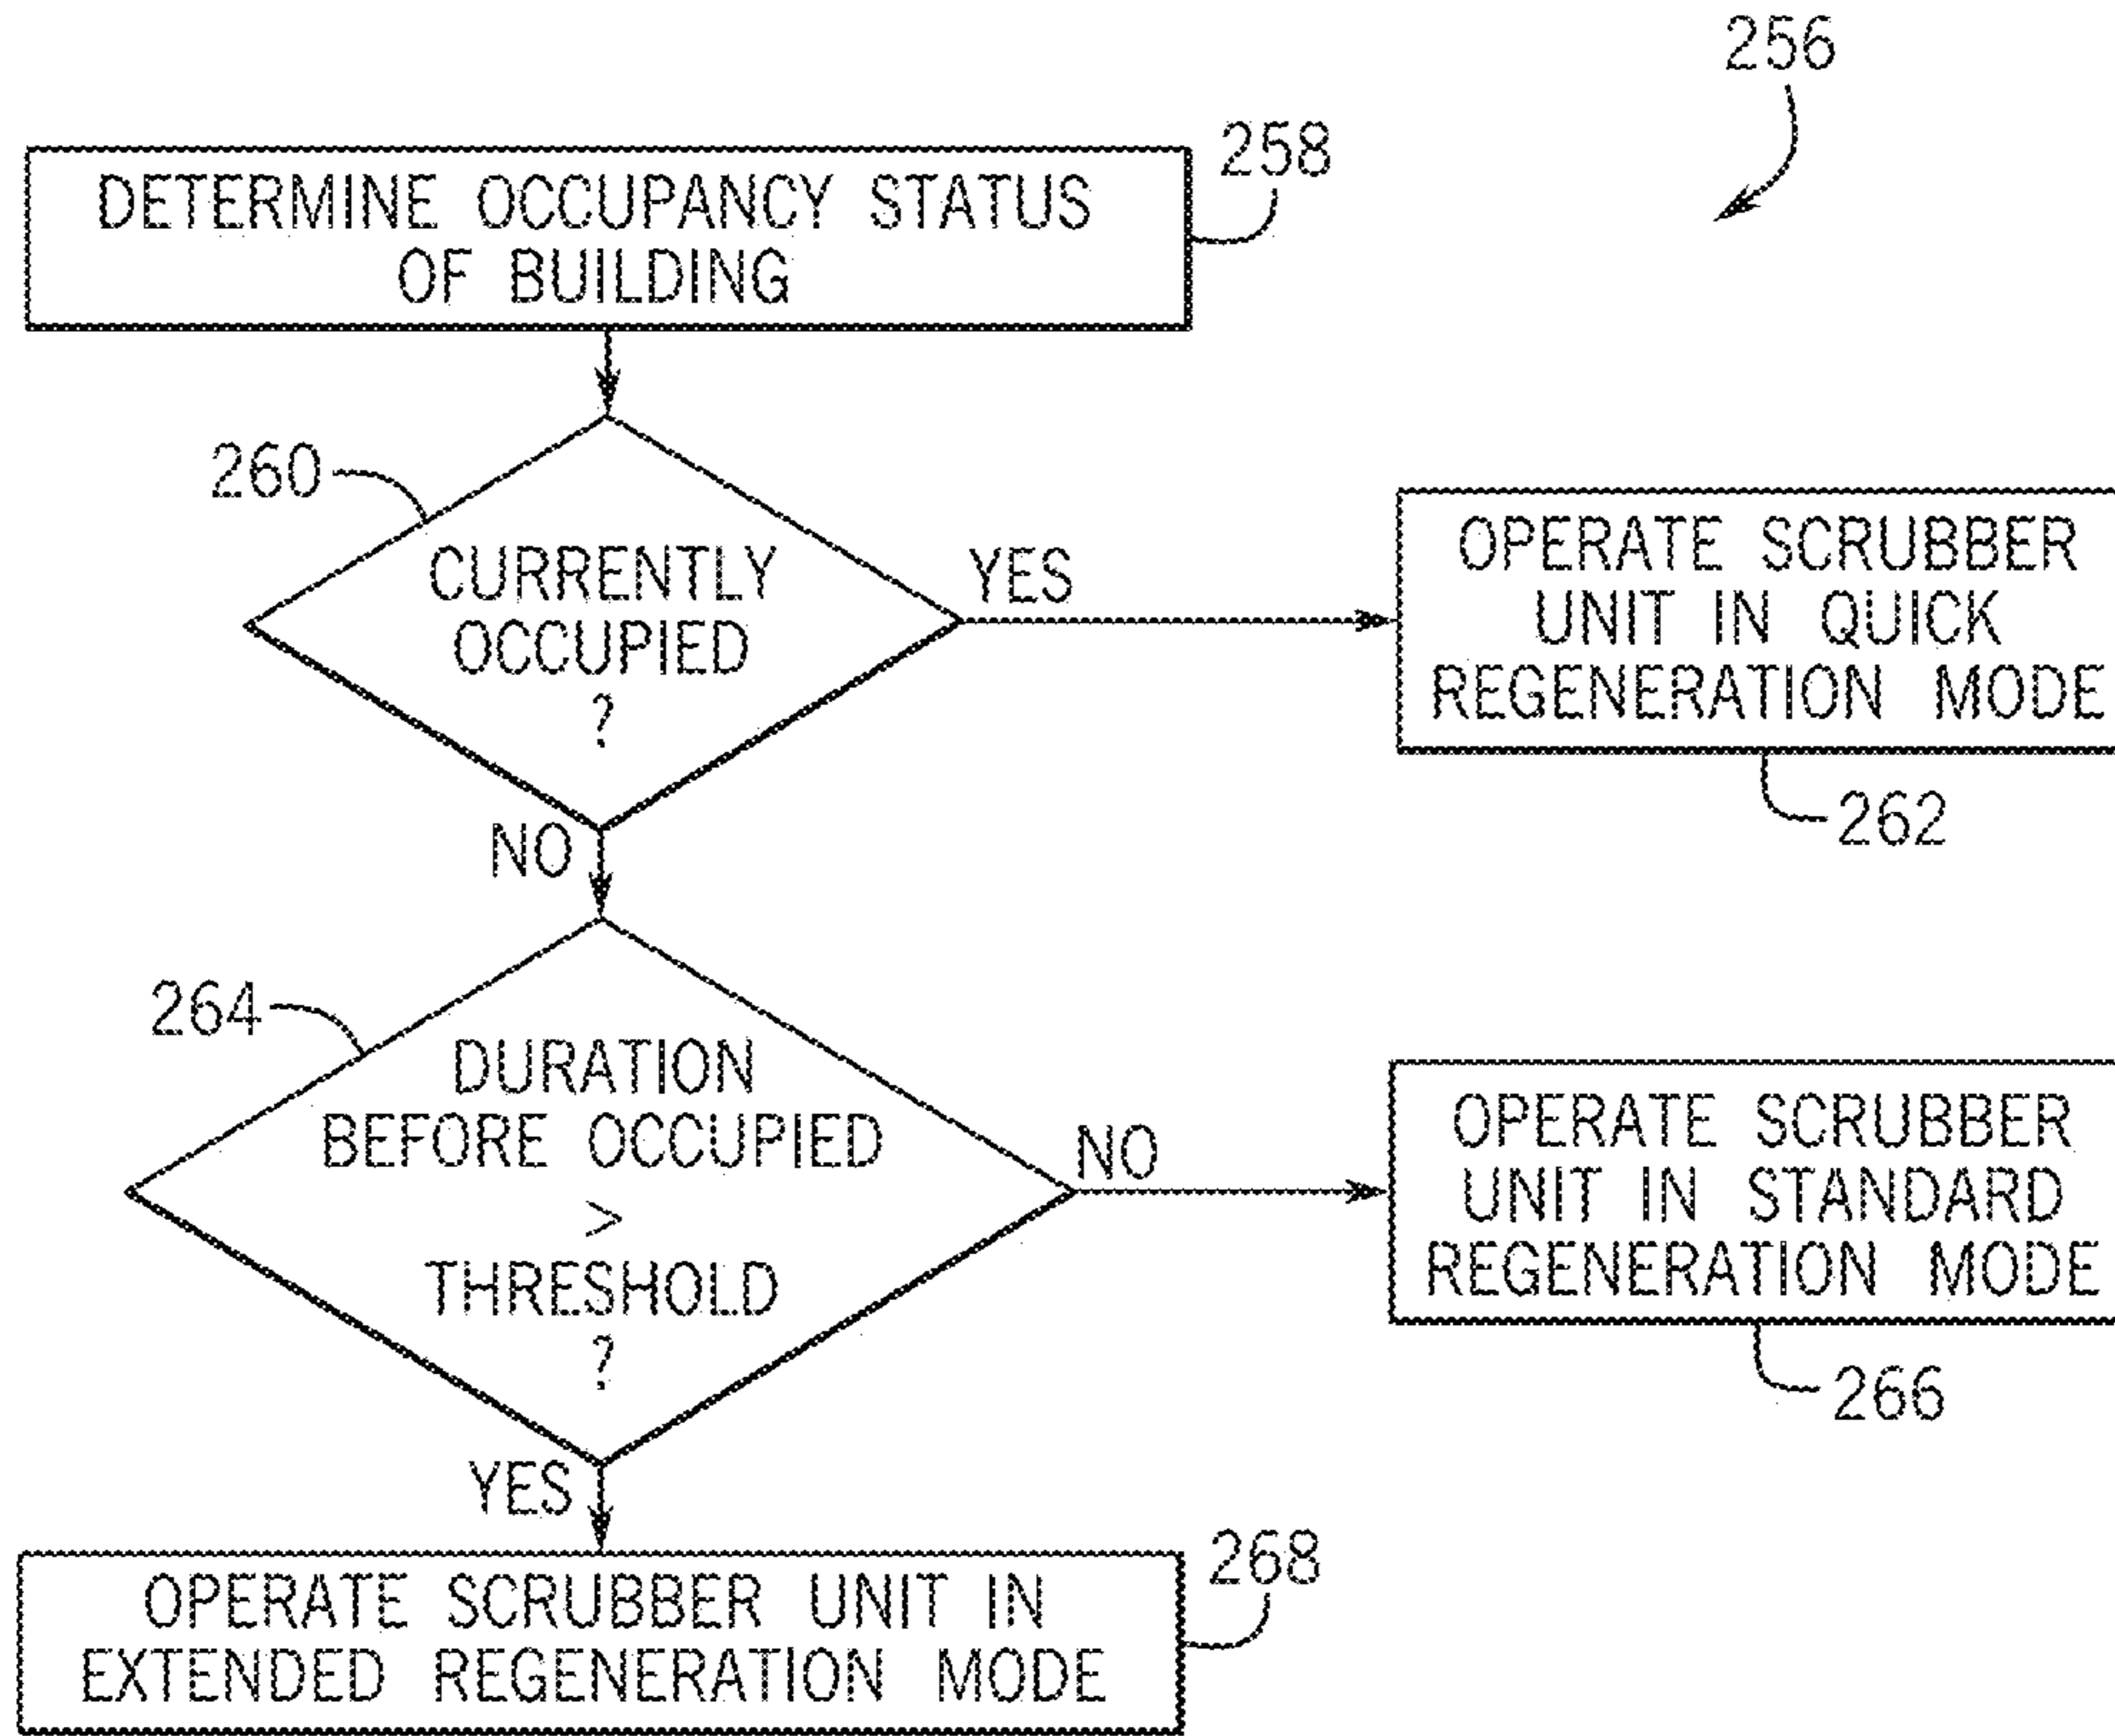 256
258
DETERMINE OCCUPANCY STATUS
OF BUILDING
260
CURRENTLY
OCCUPIED
?
YES
OPERATE SCRUBBER
UNIT IN QUICK
REGENERATION MODE
262
NO
264
DURATION
BEFORE OCCUPIED
>
THRESHOLD
?
NO
OPERATE SCRUBBER
UNIT IN STANDARD
REGENERATION MODE
266
YES
268
OPERATE SCRUBBER UNIT IN
EXTENDED REGENERATION MODE